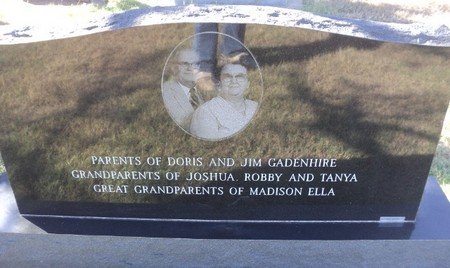 PARENTS OF DORIS AND JIM GADENHIRE
GRANDPARENTS OF JOSHUA, ROBBY AND TANYA
GREAT GRANDPARENTS OF MADISON ELLA